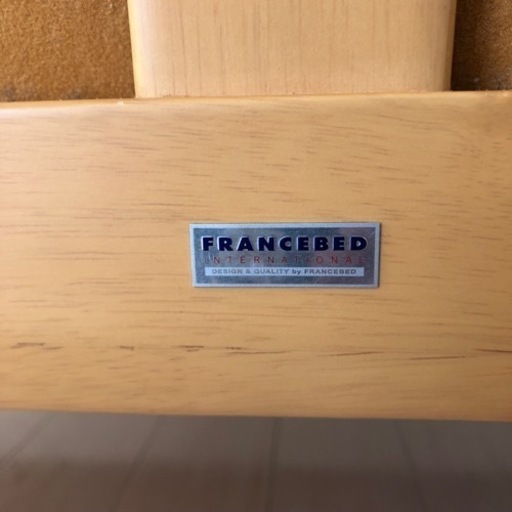 FRANCEBED
INTERNATIONAL
DESIGN & QUALITY by FRANCEBED